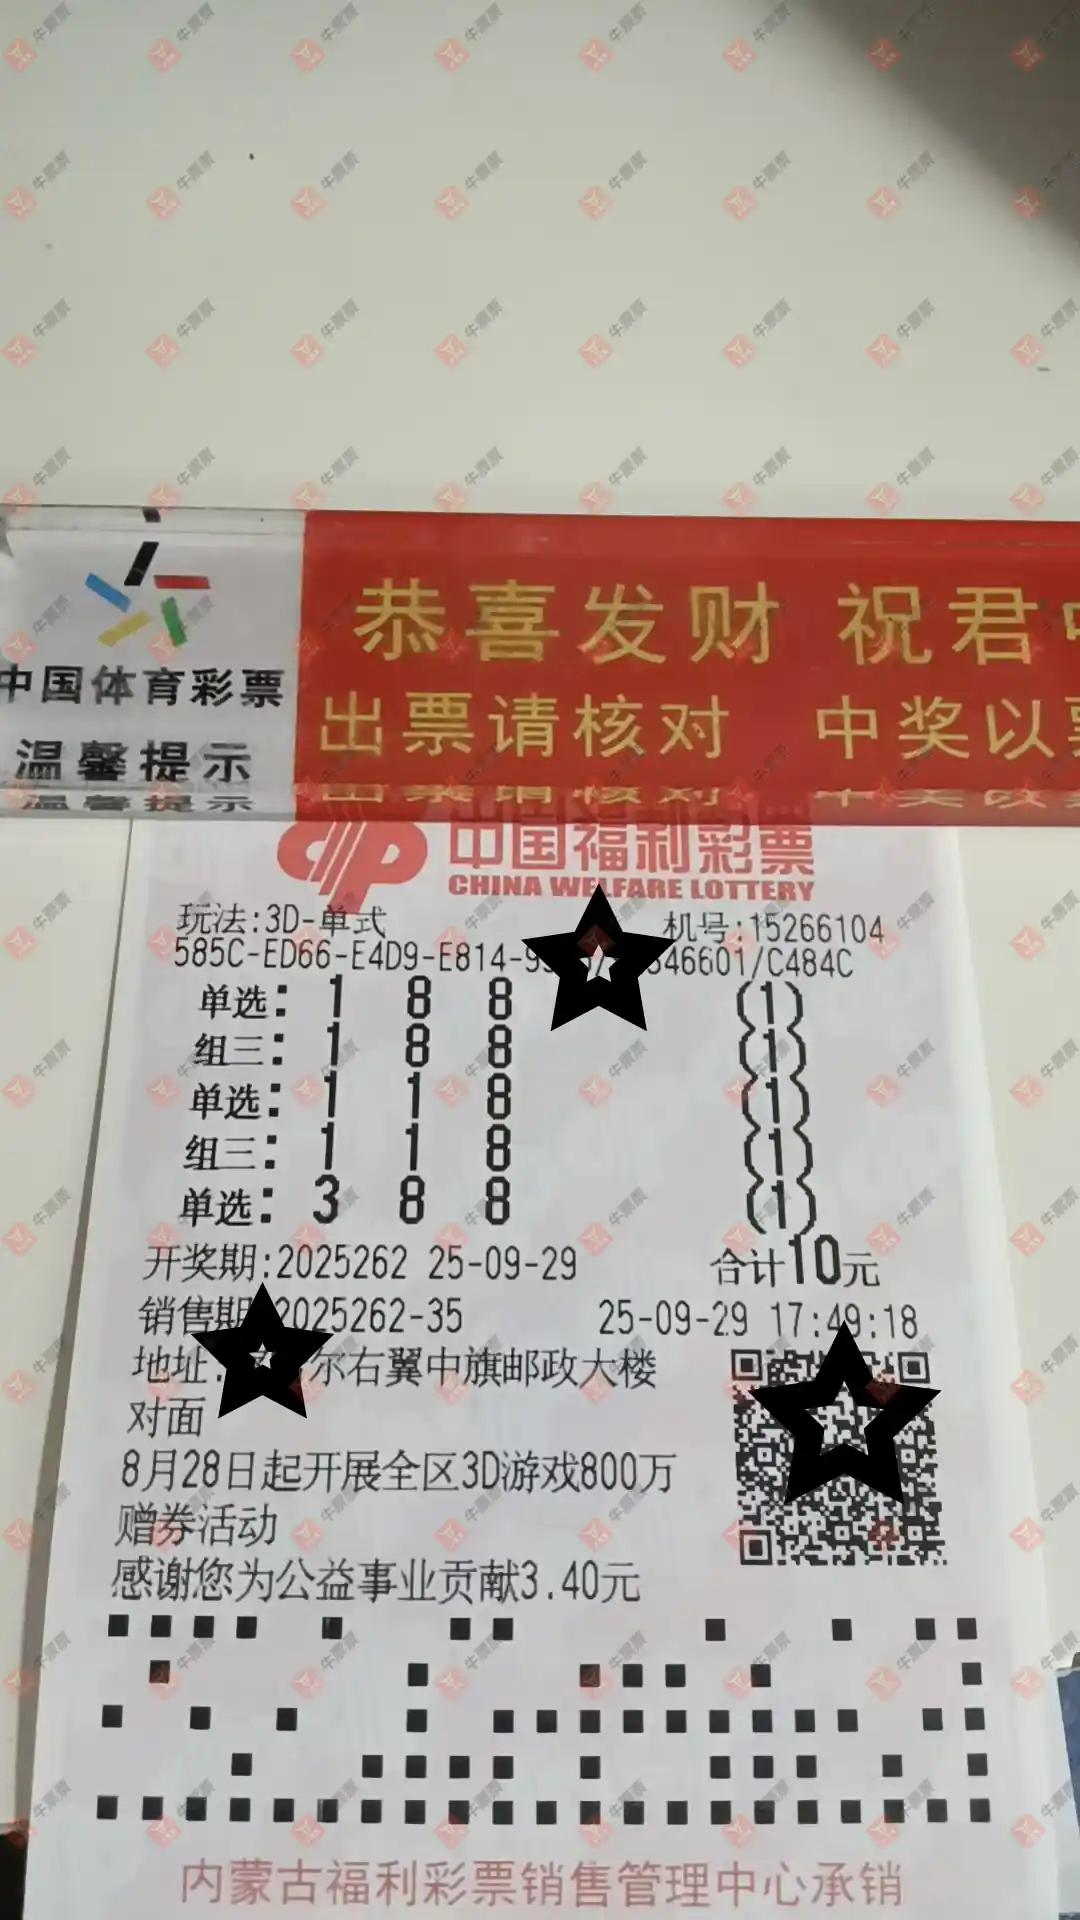 恭喜发财 祝君
中国体育彩票
出票请核对 中奖以票
温馨提示
中国福利彩票
CHINA WELFARE LOTTERY
玩法:3D-单式 机号:15266104
585C-ED66-E4D9-E814- 346601/C484C
单选: 1 8 8 (1)
组三: 1 8 8 (1)
单选: 1 1 8 (1)
组三: 1 1 8 (1)
单选: 3 8 8 (1)
开奖期:2025262 25-09-29 合计10元
销售期 2025262-35 25-09-29 17:49:18
地址: 尔右翼中旗邮政大楼
对面
8月28日起开展全区3D游戏800万
赠券活动
感谢您为公益事业贡献3.40元
内蒙古福利彩票销售管理中心承销
牛票票